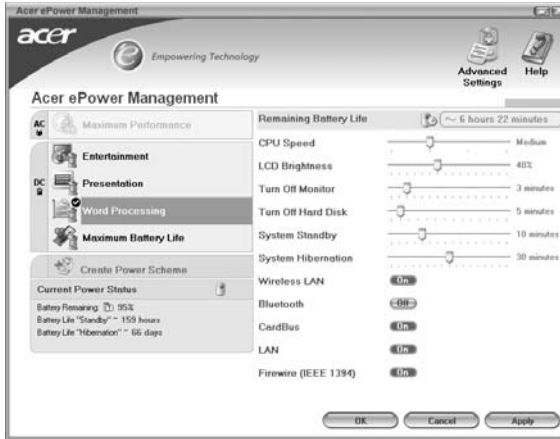 Acer ePower Management
acer
Empowering Technology
Advanced Settings
Help
Acer ePower Management
AC
Maximum Performance
DC
Entertainment
Presentation
Word Processing
Maximum Battery Life
Create Power Scheme
Current Power Status
Battery Remaining: 95%
Battery Life "Standby" ~ 159 hours
Battery Life "Hibernation" ~ 66 days
Remaining Battery Life ~ 6 hours 22 minutes
CPU Speed Medium
LCD Brightness 48%
Turn Off Monitor 3 minutes
Turn Off Hard Disk 5 minutes
System Standby 10 minutes
System Hibernation 30 minutes
Wireless LAN On
Bluetooth Off
CardBus On
LAN On
Firewire (IEEE 1394) On
OK Cancel Apply